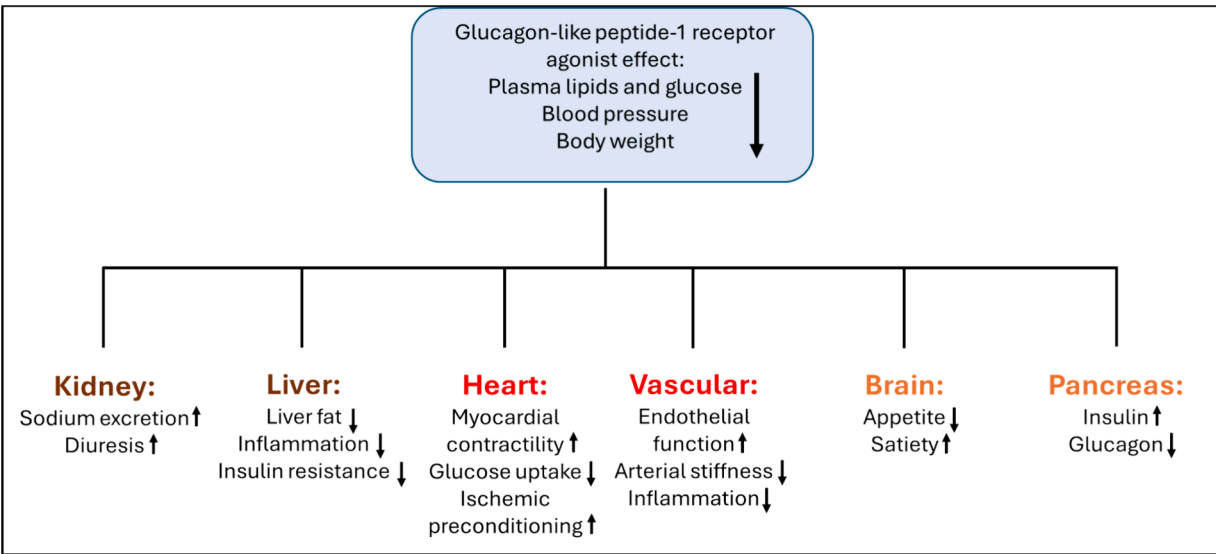 Glucagon-like peptide-1 receptor
agonist effect:
Plasma lipids and glucose
Blood pressure
Body weight ↓
Kidney:
Sodium excretion ↑
Diuresis ↑
Liver:
Liver fat ↓
Inflammation ↓
Insulin resistance ↓
Heart:
Myocardial
contractility ↑
Glucose uptake ↓
Ischemic
preconditioning ↑
Vascular:
Endothelial
function ↑
Arterial stiffness ↓
Inflammation ↓
Brain:
Appetite ↓
Satiety ↑
Pancreas:
Insulin ↑
Glucagon ↓